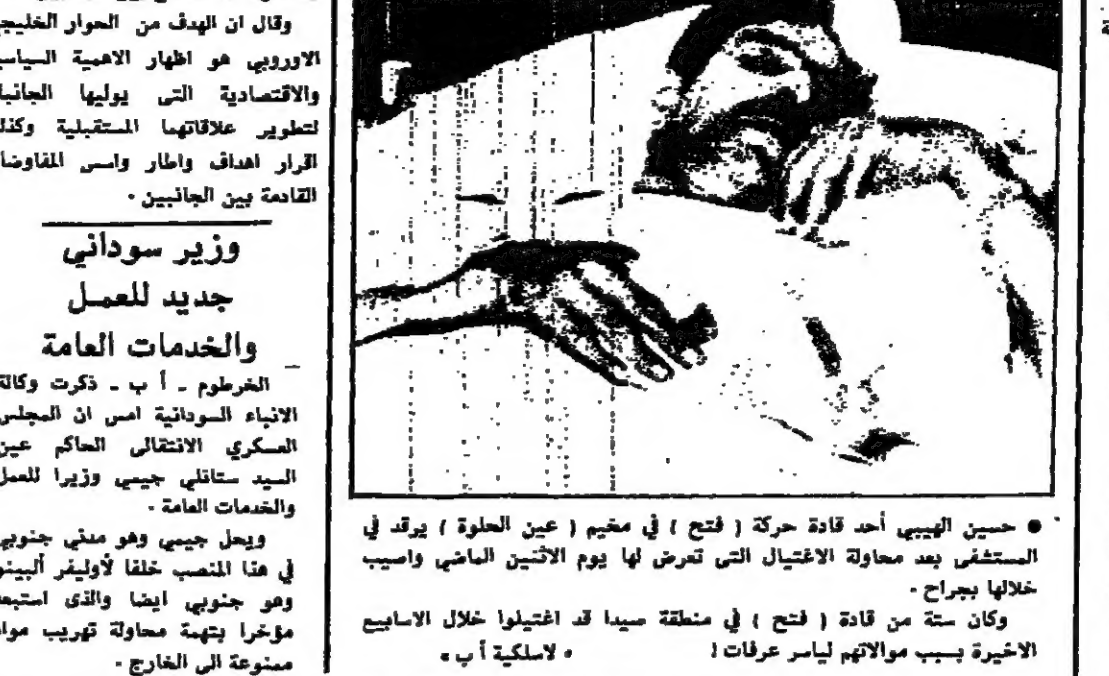 وقال ان الهدف من الحوار الخليجي
الاوروبي هو اظهار الاهمية السياسية
والاقتصادية التى يوليها الجانبان
لتطوير علاقاتهما المستقبلية وكذلك
اقرار اهداف واطار واسس المفاوضات
القادمة بين الجانبين .
وزير سوداني
جديد للعمل
والخدمات العامة
الخرطوم ـ أ ب ـ ذكرت وكالة
الانباء السودانية امس ان المجلس
العسكري الانتقالى الحاكم عين
السيد ستانلي جيمي وزيرا للعمل
والخدمات العامة .
ويحل جيمي وهو مدني جنوبي
في هذا المنصب خلفا لأوليفر ألبينو
وهو جنوبي ايضا والذى استبعد
مؤخرا بتهمة محاولة تهريب مواد
ممنوعة الى الخارج .
● حسين الهيبي أحد قادة حركة ( فتح ) في مخيم ( عين الحلوة ) يرقد في
المستشفى بعد محاولة الاغتيال التى تعرض لها يوم الاثنين الماضي واصيب
خلالها بجراح .
وكان ستة من قادة ( فتح ) في منطقة صيدا قد اغتيلوا خلال الاسابيع
الاخيرة بسبب موالاتهم لياسر عرفات ! « لاسلكية أ ب »